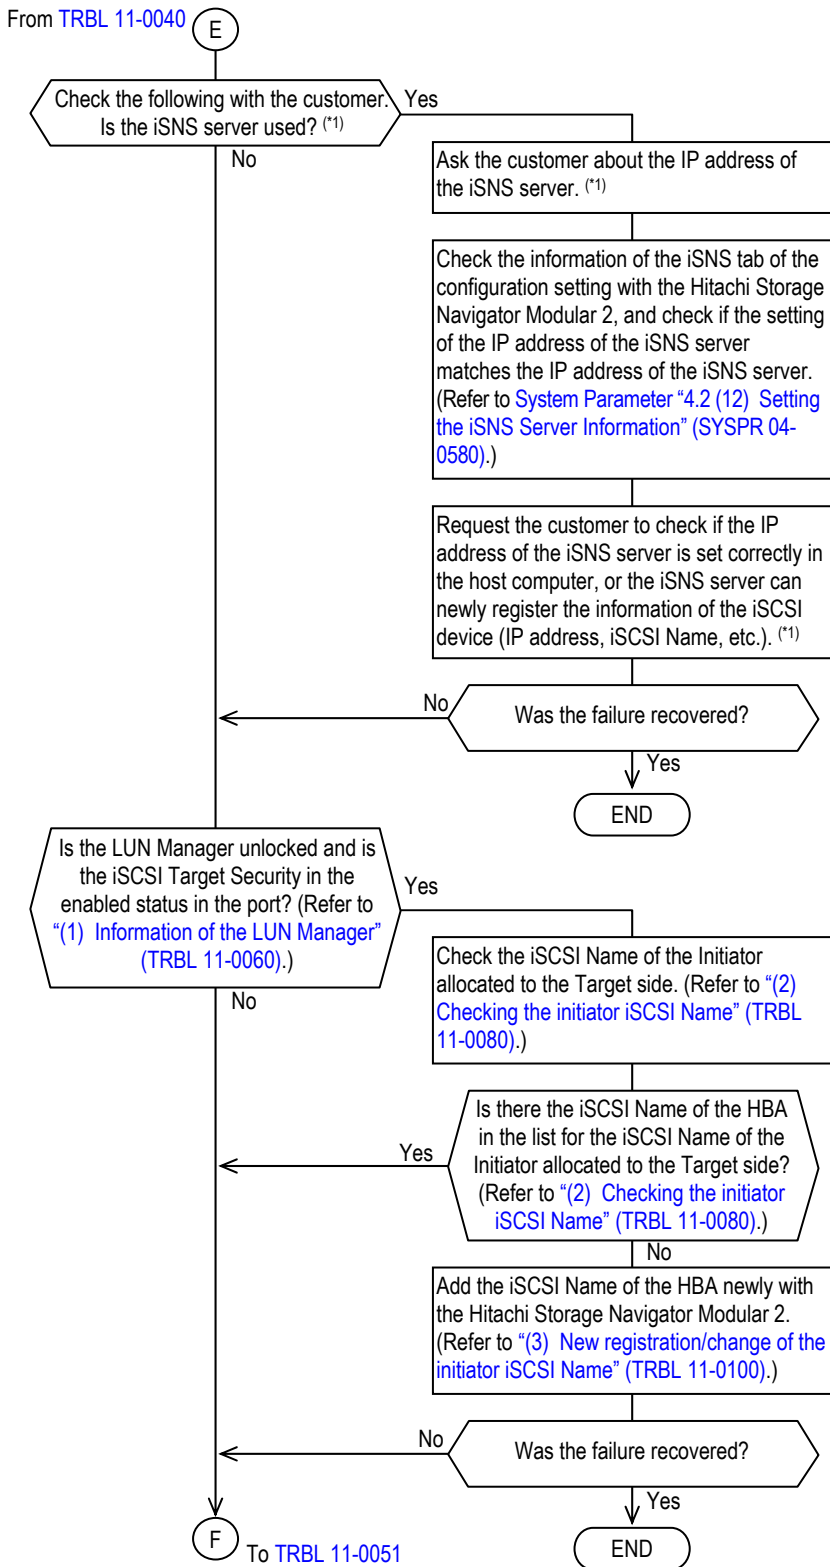 From TRBL 11-0040
E
Check the following with the customer.
Is the iSNS server used? (*1)
Yes
No
Ask the customer about the IP address of
the iSNS server. (*1)
Check the information of the iSNS tab of the
configuration setting with the Hitachi Storage
Navigator Modular 2, and check if the setting
of the IP address of the iSNS server
matches the IP address of the iSNS server.
(Refer to System Parameter “4.2 (12) Setting
the iSNS Server Information” (SYSPR 04-
0580).)
Request the customer to check if the IP
address of the iSNS server is set correctly in
the host computer, or the iSNS server can
newly register the information of the iSCSI
device (IP address, iSCSI Name, etc.). (*1)
No
Was the failure recovered?
Yes
END
Is the LUN Manager unlocked and is
the iSCSI Target Security in the
enabled status in the port? (Refer to
“(1) Information of the LUN Manager”
(TRBL 11-0060).)
Yes
No
Check the iSCSI Name of the Initiator
allocated to the Target side. (Refer to “(2)
Checking the initiator iSCSI Name” (TRBL
11-0080).)
Is there the iSCSI Name of the HBA
in the list for the iSCSI Name of the
Initiator allocated to the Target side?
(Refer to “(2) Checking the initiator
iSCSI Name” (TRBL 11-0080).)
Yes
No
Add the iSCSI Name of the HBA newly with
the Hitachi Storage Navigator Modular 2.
(Refer to “(3) New registration/change of the
initiator iSCSI Name” (TRBL 11-0100).)
No
Was the failure recovered?
Yes
END
F
To TRBL 11-0051